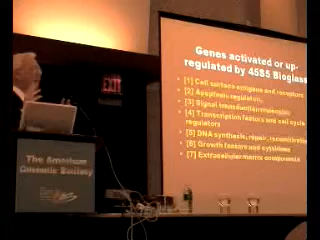 Genes activated or up-
regulated by 45S5 Bioglass
[1] Cell surface antigens and receptors
[2] Apoptosis regulators
[3] Signal transduction molecules
[4] Transcription factors and cell cycle
regulators
[5] DNA synthesis, repair, recombination
[6] Growth factors and cytokines
[7] Extracellular matrix components
EXIT
The American
Ceramic Society